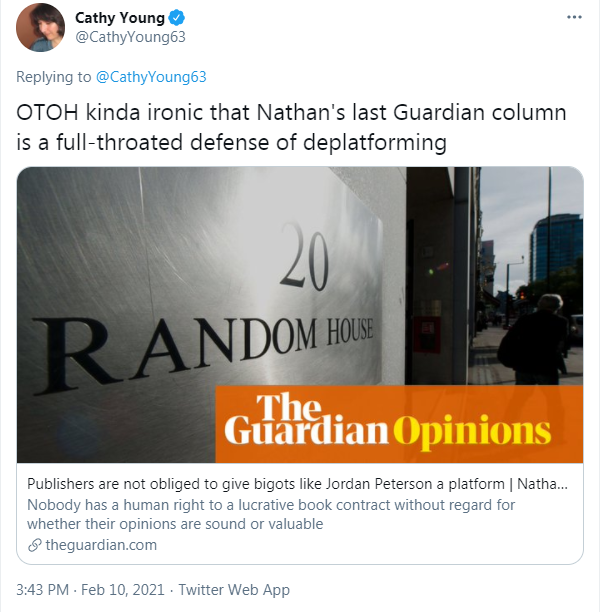 Cathy Young
@CathyYoung63
Replying to @CathyYoung63
OTOH kinda ironic that Nathan's last Guardian column
is a full-throated defense of deplatforming
20
RANDOM HOUSE
The
Guardian Opinions
Publishers are not obliged to give bigots like Jordan Peterson a platform | Natha...
Nobody has a human right to a lucrative book contract without regard for
whether their opinions are sound or valuable
theguardian.com
3:43 PM · Feb 10, 2021 · Twitter Web App